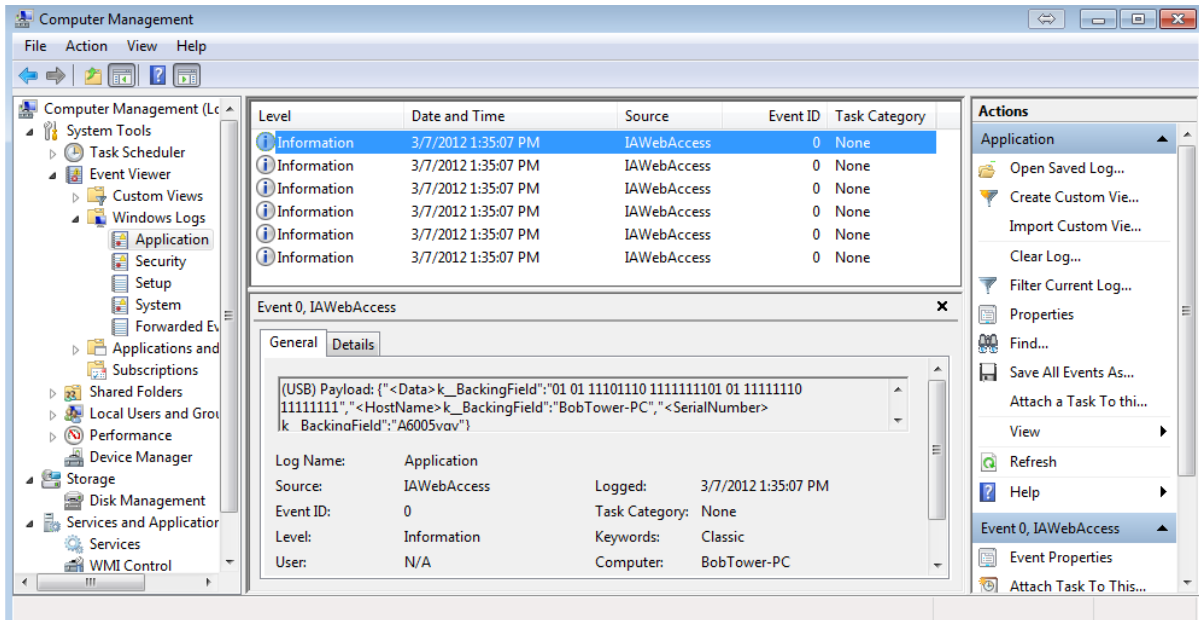 Computer Management
File Action View Help
Computer Management (Lc
System Tools
Task Scheduler
Event Viewer
Custom Views
Windows Logs
Application
Security
Setup
System
Forwarded Ev
Applications and
Subscriptions
Shared Folders
Local Users and Grou
Performance
Device Manager
Storage
Disk Management
Services and Application
Services
WMI Control
Level Date and Time Source Event ID Task Category
Information 3/7/2012 1:35:07 PM IAWebAccess 0 None
Information 3/7/2012 1:35:07 PM IAWebAccess 0 None
Information 3/7/2012 1:35:07 PM IAWebAccess 0 None
Information 3/7/2012 1:35:07 PM IAWebAccess 0 None
Information 3/7/2012 1:35:07 PM IAWebAccess 0 None
Information 3/7/2012 1:35:07 PM IAWebAccess 0 None
Event 0, IAWebAccess
General Details
(USB) Payload: {"<Data>k__BackingField":"01 01 11101110 1111111101 01 11111110
11111111","<HostName>k__BackingField":"BobTower-PC","<SerialNumber>
k__BackingField":"A6005vgv"}
Log Name: Application
Source: IAWebAccess Logged: 3/7/2012 1:35:07 PM
Event ID: 0 Task Category: None
Level: Information Keywords: Classic
User: N/A Computer: BobTower-PC
Actions
Application
Open Saved Log...
Create Custom Vie...
Import Custom Vie...
Clear Log...
Filter Current Log...
Properties
Find...
Save All Events As...
Attach a Task To thi...
View
Refresh
Help
Event 0, IAWebAccess
Event Properties
Attach Task To This...